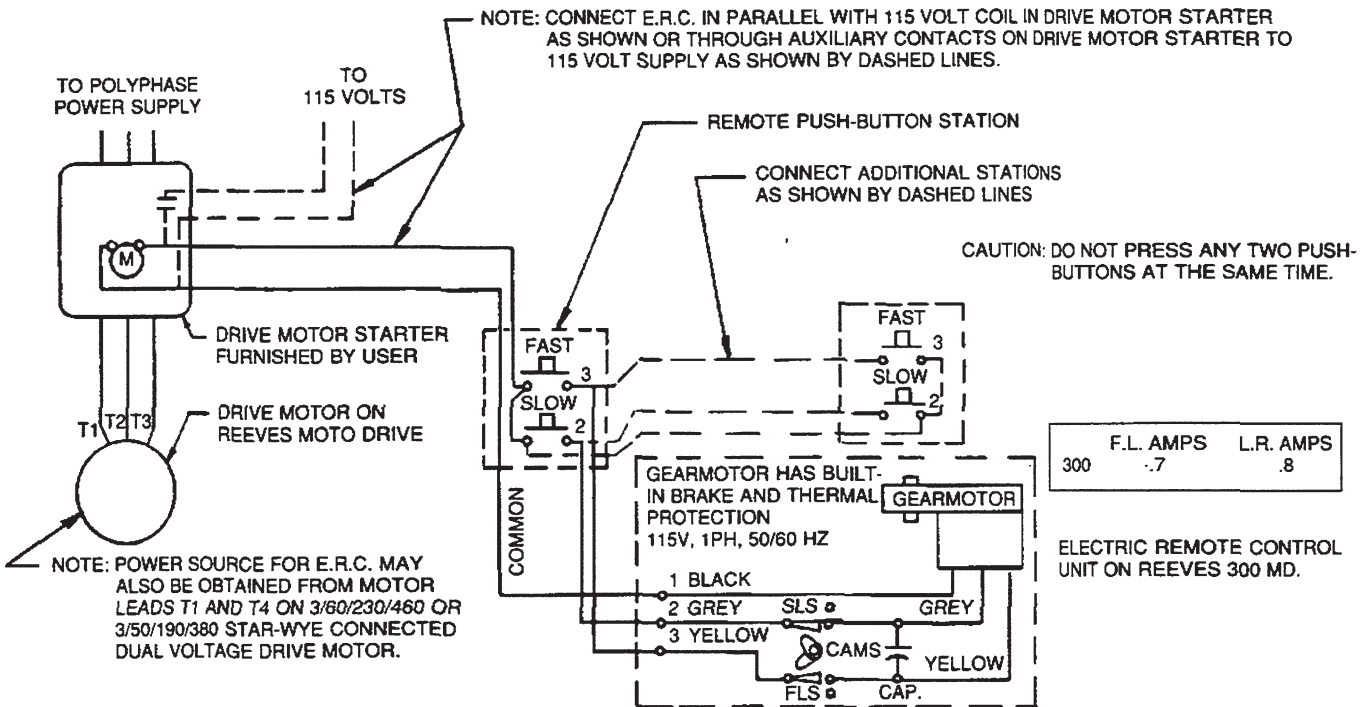 NOTE: CONNECT E.R.C. IN PARALLEL WITH 115 VOLT COIL IN DRIVE MOTOR STARTER
AS SHOWN OR THROUGH AUXILIARY CONTACTS ON DRIVE MOTOR STARTER TO
115 VOLT SUPPLY AS SHOWN BY DASHED LINES.
TO POLYPHASE
POWER SUPPLY
TO
115 VOLTS
REMOTE PUSH-BUTTON STATION
CONNECT ADDITIONAL STATIONS
AS SHOWN BY DASHED LINES
CAUTION: DO NOT PRESS ANY TWO PUSH-
BUTTONS AT THE SAME TIME.
M
DRIVE MOTOR STARTER
FURNISHED BY USER
FAST
3
SLOW
2
FAST
3
SLOW
2
T1 T2 T3
DRIVE MOTOR ON
REEVES MOTO DRIVE
F.L. AMPS L.R. AMPS
300 .7 .8
GEARMOTOR HAS BUILT-
IN BRAKE AND THERMAL
PROTECTION
115V, 1PH, 50/60 HZ
GEARMOTOR
COMMON
ELECTRIC REMOTE CONTROL
UNIT ON REEVES 300 MD.
NOTE: POWER SOURCE FOR E.R.C. MAY
ALSO BE OBTAINED FROM MOTOR
LEADS T1 AND T4 ON 3/60/230/460 OR
3/50/190/380 STAR-WYE CONNECTED
DUAL VOLTAGE DRIVE MOTOR.
1 BLACK
2 GREY SLS GREY
3 YELLOW
CAMS
YELLOW
FLS CAP.